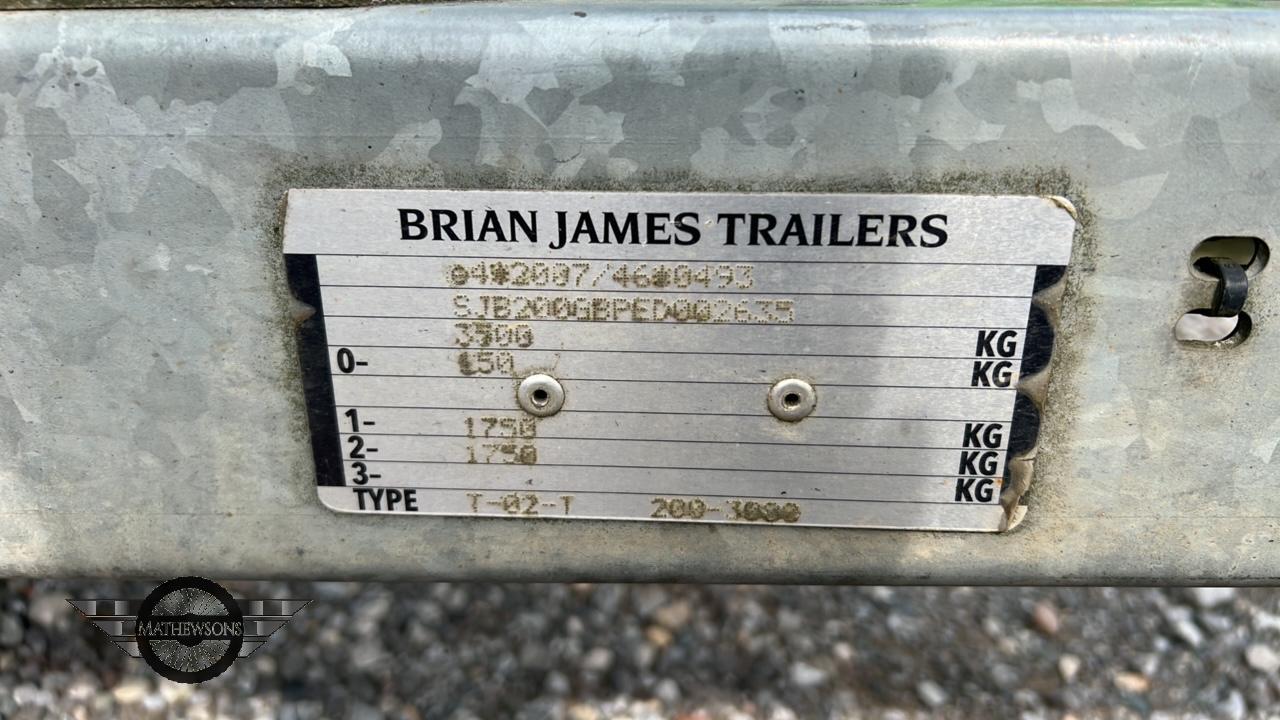 BRIAN JAMES TRAILERS
e4*2007/46*0493
SJB200GBPED002635
3500 KG
0- 150 KG
1- 1750 KG
2- 1750 KG
3- KG
TYPE T-02-T 200-3000
MATHEWSONS